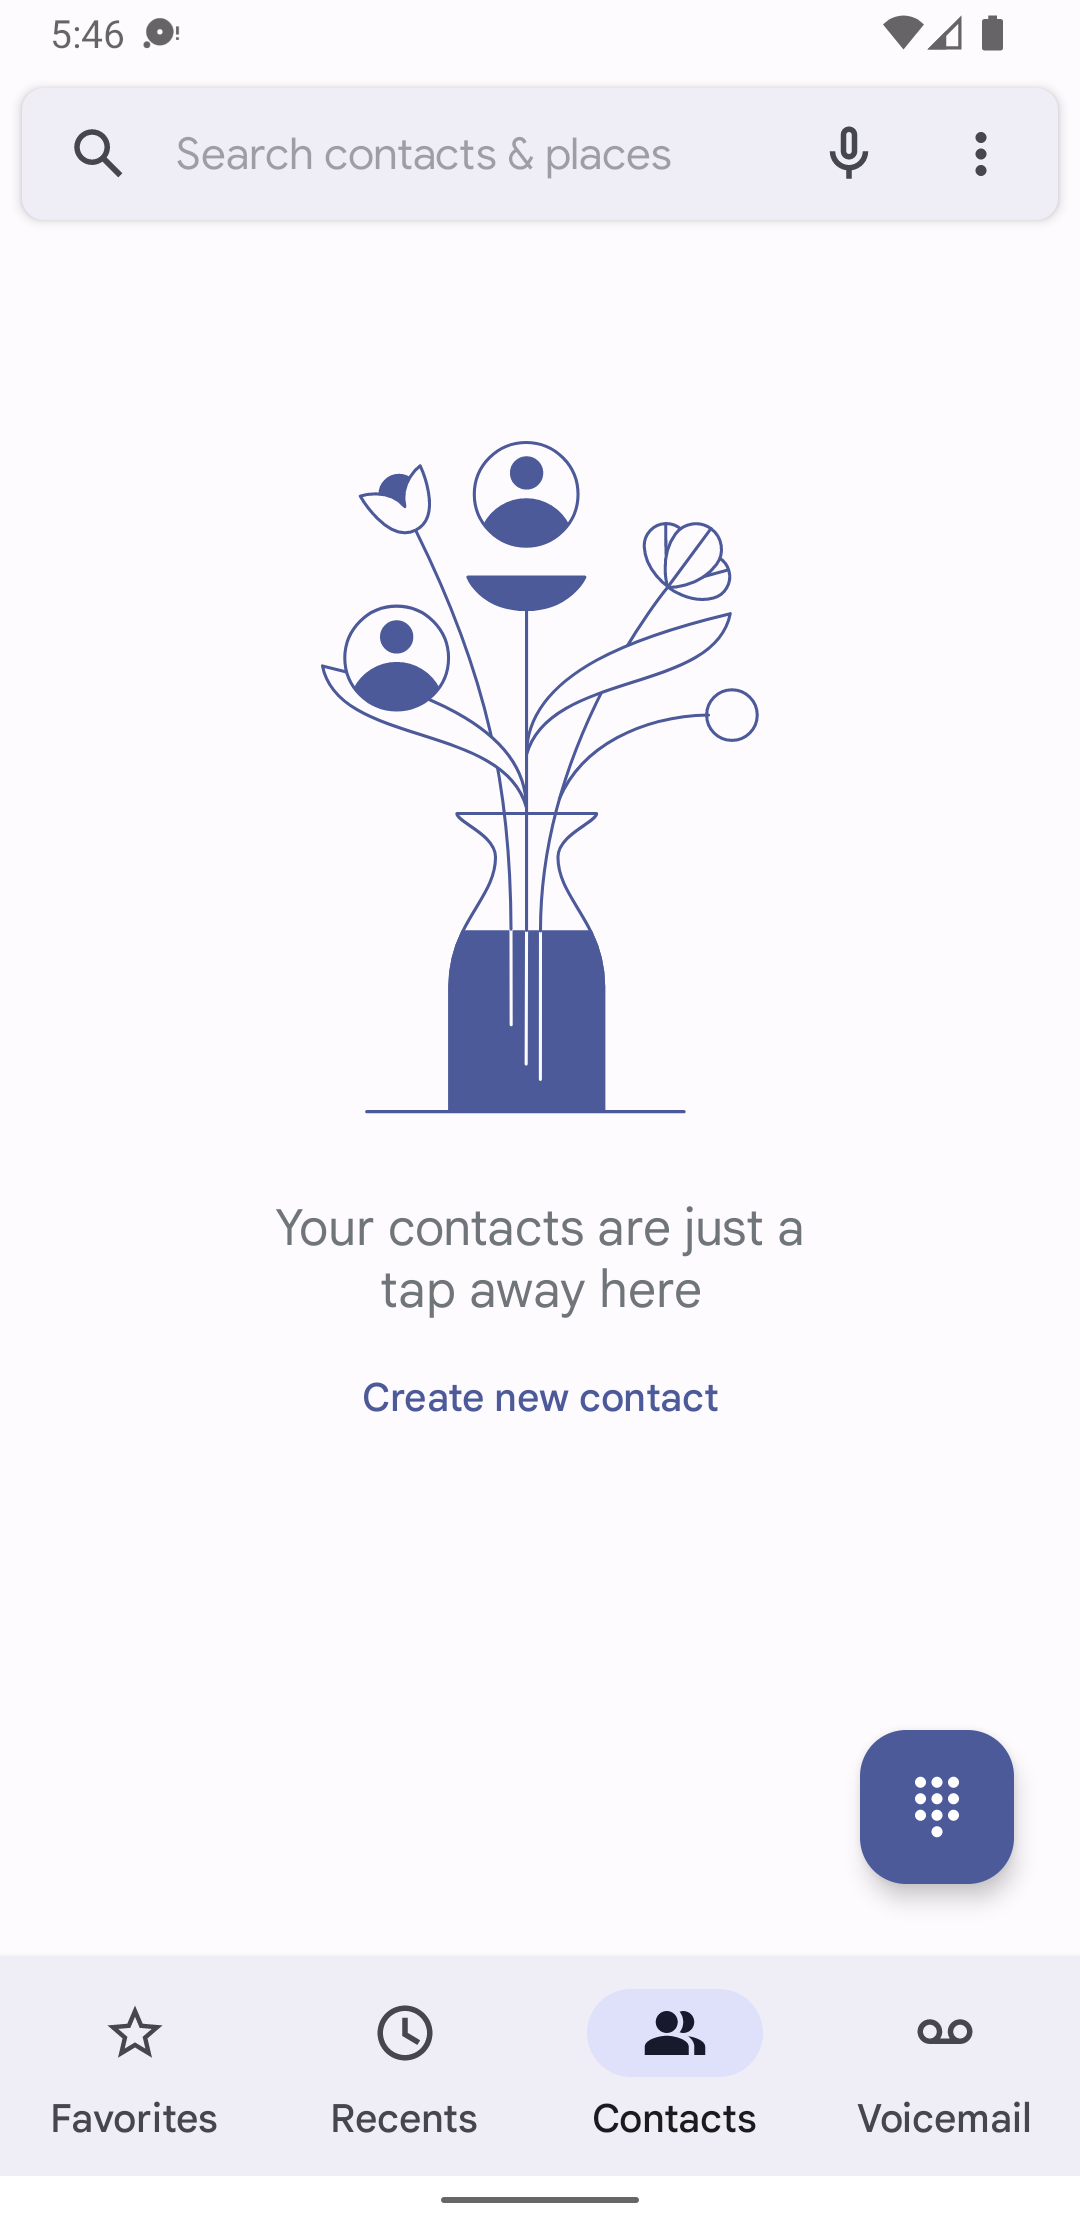 5:46
Search contacts & places
Your contacts are just a
tap away here
Create new contact
Favorites
Recents
Contacts
Voicemail